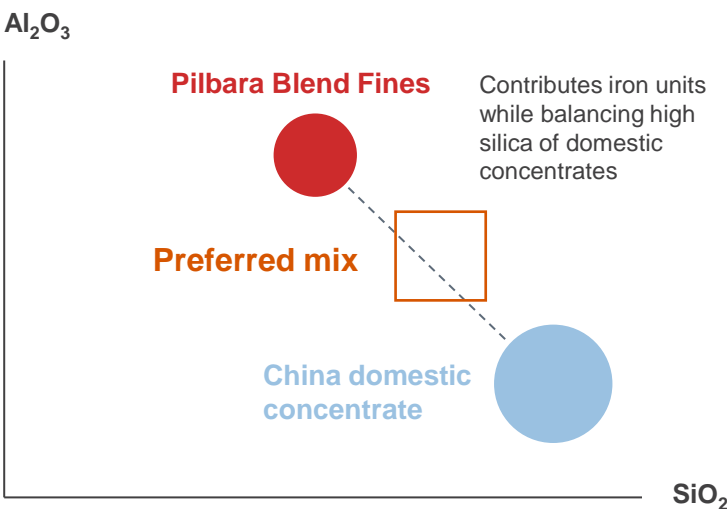 Al₂O₃
Pilbara Blend Fines
Contributes iron units
while balancing high
silica of domestic
concentrates
Preferred mix
China domestic
concentrate
SiO₂